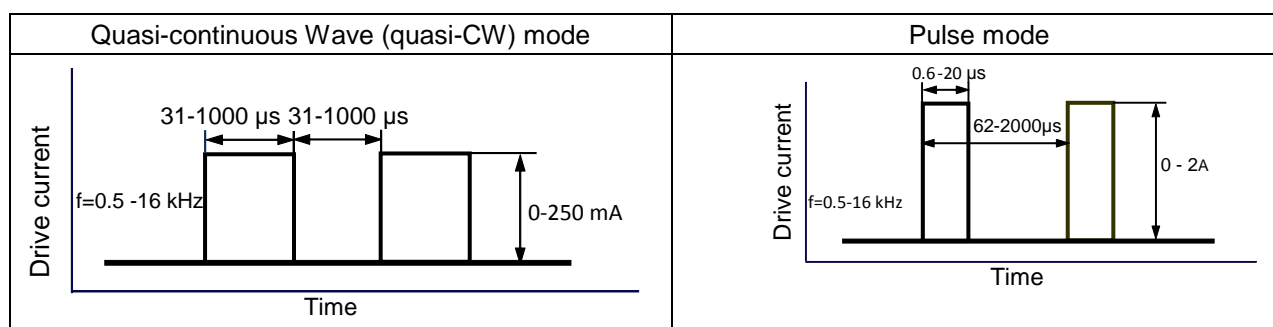 Quasi-continuous Wave (quasi-CW) mode
Drive current
31-1000 µs 31-1000 µs
f=0.5 -16 kHz
0-250 mA
Time
Pulse mode
Drive current
0.6-20 µs
62-2000µs
0 - 2A
f=0.5-16 kHz
Time